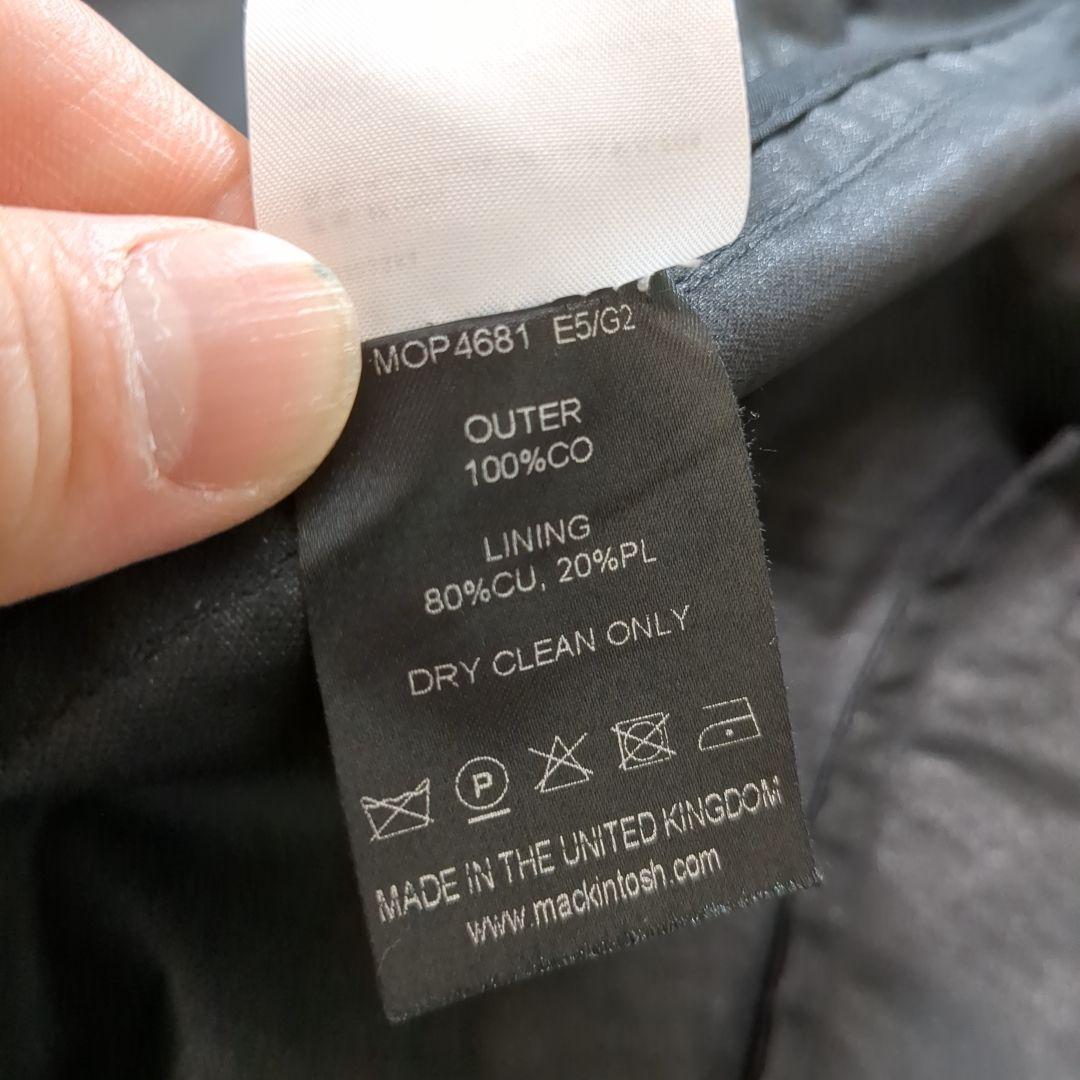 MOP4681 E5/G2
OUTER
100%CO
LINING
80%CU, 20%PL
DRY CLEAN ONLY
P
MADE IN THE UNITED KINGDOM
www.mackintosh.com